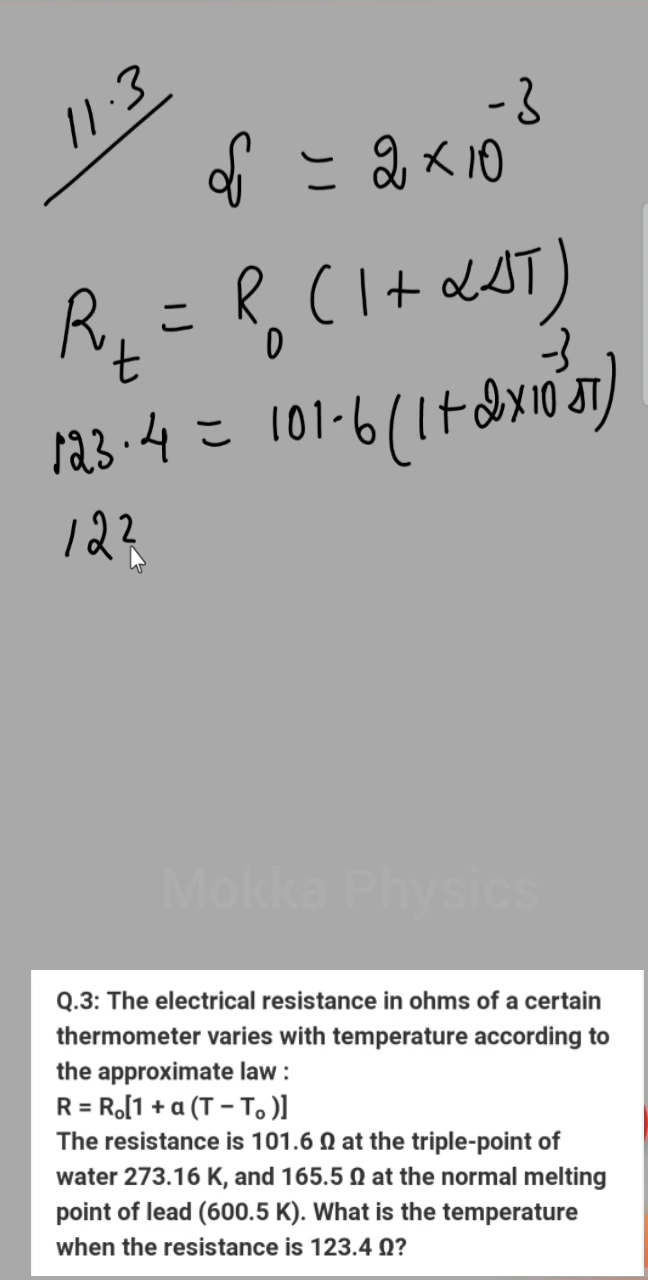 11.3
α = 2 × 10⁻³
Rₜ = R₀ (1 + αΔT)
123.4 = 101.6 (1 + 2×10⁻³ ΔT)
12
Mokka Physics
Q.3: The electrical resistance in ohms of a certain
thermometer varies with temperature according to
the approximate law :
R = Rₒ[1 + α (T – Tₒ )]
The resistance is 101.6 Ω at the triple-point of
water 273.16 K, and 165.5 Ω at the normal melting
point of lead (600.5 K). What is the temperature
when the resistance is 123.4 Ω?